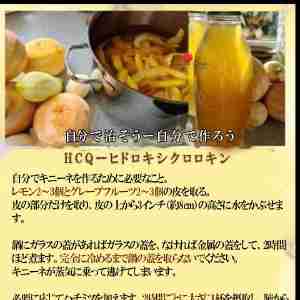 自分で治そう－自分で作ろう
HCQ－ヒドロキシクロロキン
自分でキニーネを作るために必要なこと。
レモン2～3個とグレープフルーツ2～3個の皮を取る。
皮の部分だけを取り、皮の上から3インチ（約8cm）の高さに水をかぶせま
す。
鍋にガラスの蓋があればガラスの蓋を、なければ金属の蓋をして、2時間
ほど煮ます。完全に冷めるまで鍋の蓋を取らないでください。
キニーネが蒸気に乗って逃げてしまいます。